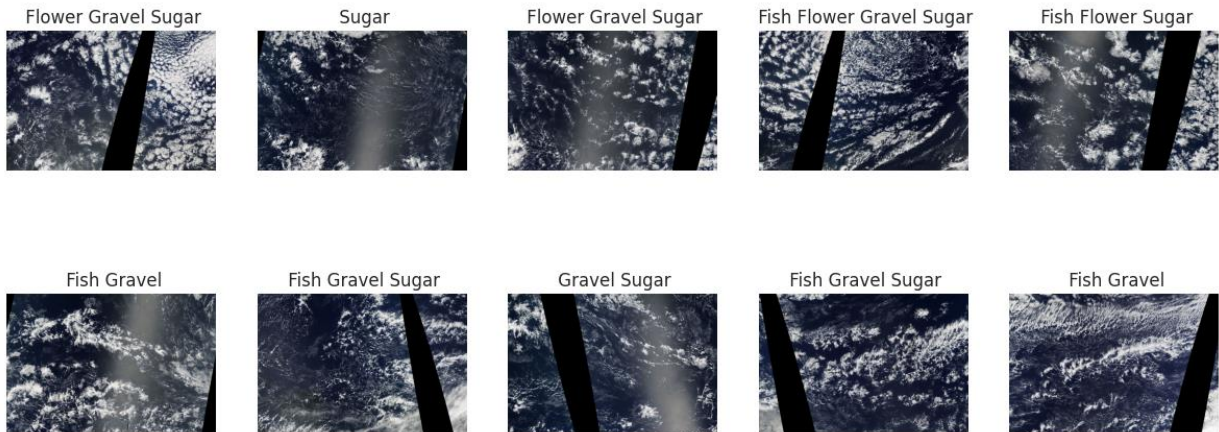 Flower Gravel Sugar
Sugar
Flower Gravel Sugar
Fish Flower Gravel Sugar
Fish Flower Sugar
Fish Gravel
Fish Gravel Sugar
Gravel Sugar
Fish Gravel Sugar
Fish Gravel